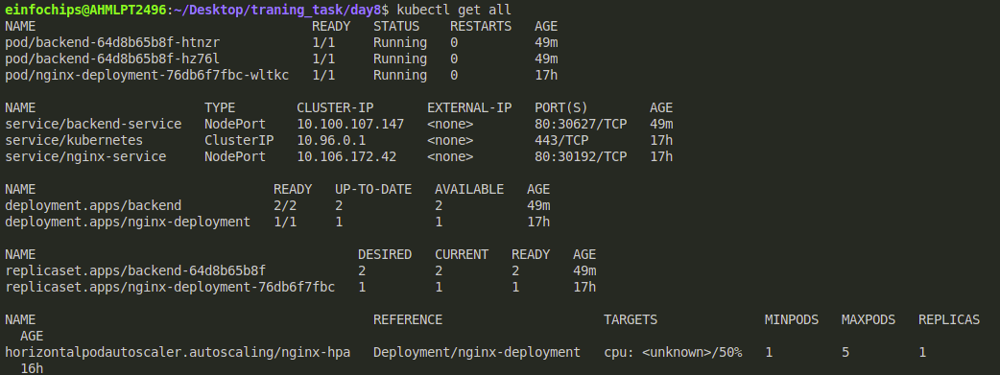 einfochips@AHMLPT2496:~/Desktop/traning_task/day8$ kubectl get all
NAME READY STATUS RESTARTS AGE
pod/backend-64d8b65b8f-htnzr 1/1 Running 0 49m
pod/backend-64d8b65b8f-hz76l 1/1 Running 0 49m
pod/nginx-deployment-76db6f7fbc-wltkc 1/1 Running 0 17h
NAME TYPE CLUSTER-IP EXTERNAL-IP PORT(S) AGE
service/backend-service NodePort 10.100.107.147 <none> 80:30627/TCP 49m
service/kubernetes ClusterIP 10.96.0.1 <none> 443/TCP 17h
service/nginx-service NodePort 10.106.172.42 <none> 80:30192/TCP 17h
NAME READY UP-TO-DATE AVAILABLE AGE
deployment.apps/backend 2/2 2 2 49m
deployment.apps/nginx-deployment 1/1 1 1 17h
NAME DESIRED CURRENT READY AGE
replicaset.apps/backend-64d8b65b8f 2 2 2 49m
replicaset.apps/nginx-deployment-76db6f7fbc 1 1 1 17h
NAME REFERENCE TARGETS MINPODS MAXPODS REPLICAS
AGE
horizontalpodautoscaler.autoscaling/nginx-hpa Deployment/nginx-deployment cpu: <unknown>/50% 1 5 1
16h